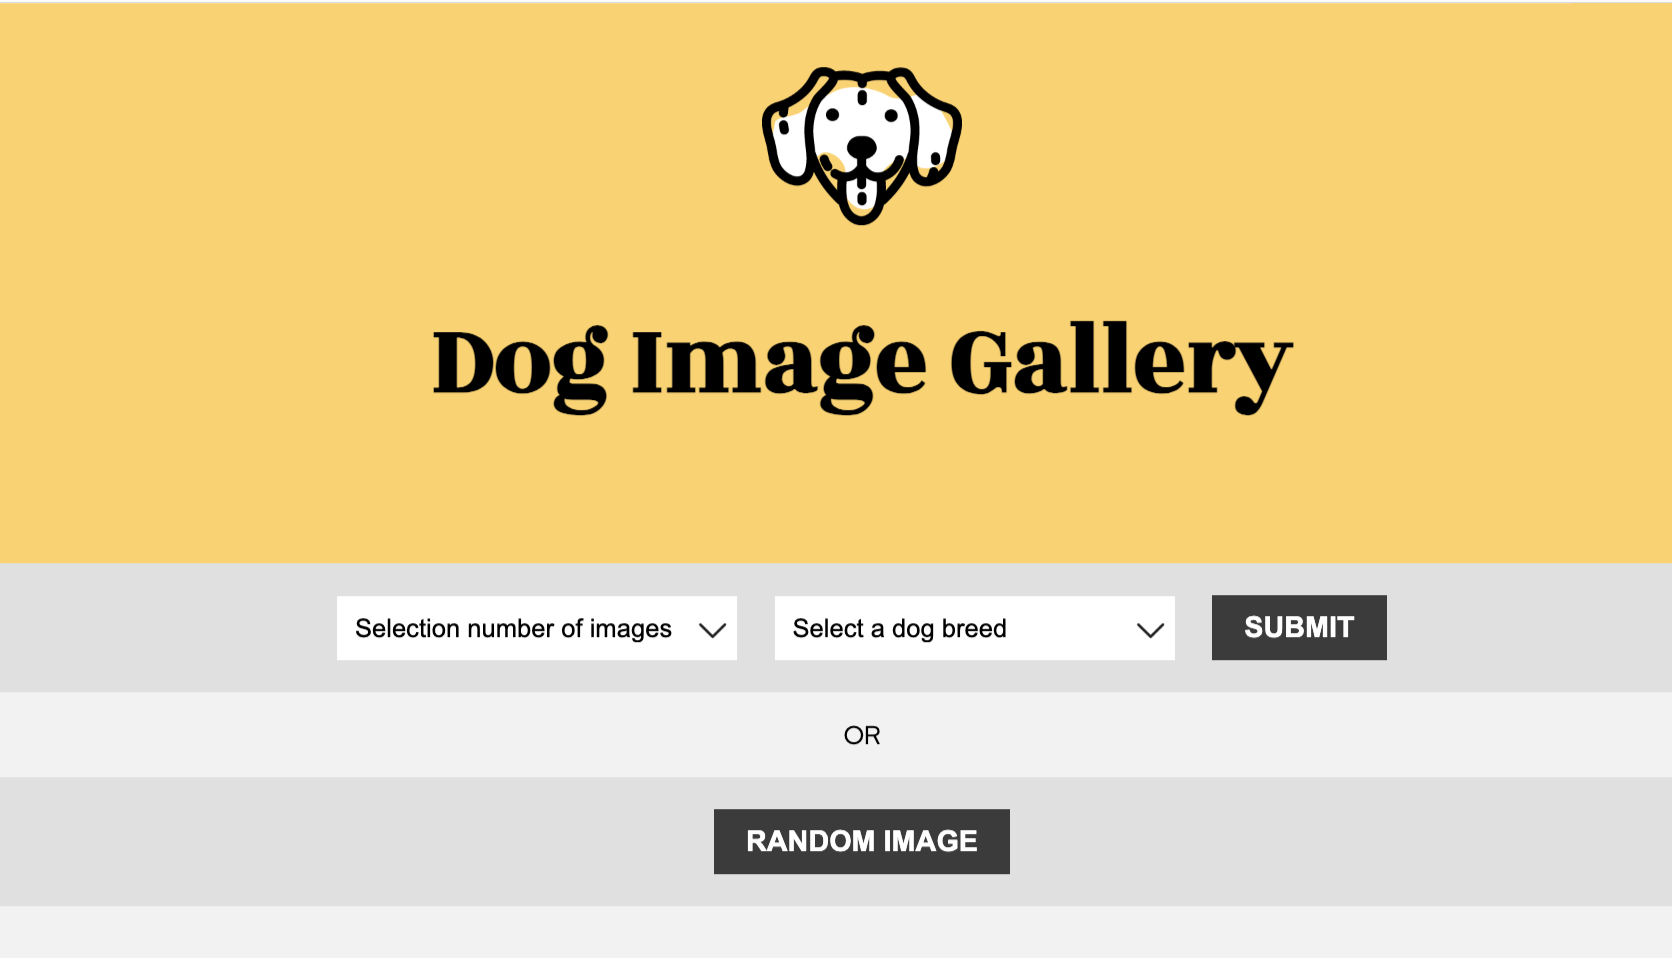 Dog Image Gallery
Selection number of images
Select a dog breed
SUBMIT
OR
RANDOM IMAGE